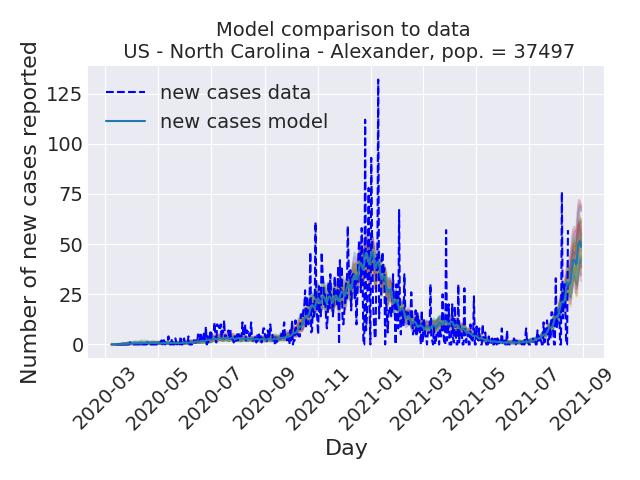 Model comparison to data
US - North Carolina - Alexander, pop. = 37497
Number of new cases reported
125
100
75
50
25
0
new cases data
new cases model
2020-03
2020-05
2020-07
2020-09
2020-11
2021-01
2021-03
2021-05
2021-07
2021-09
Day